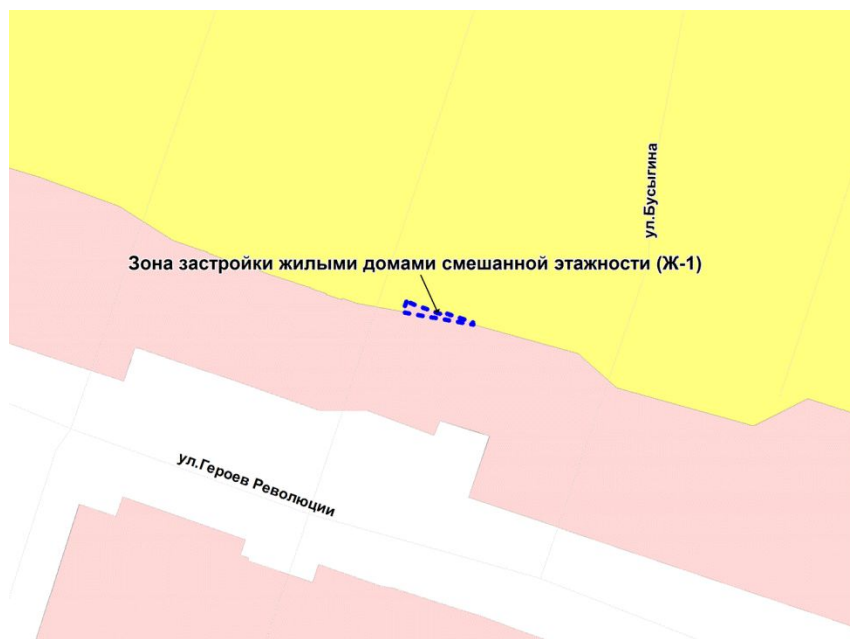 ул.Бусыгина
Зона застройки жилыми домами смешанной этажности (Ж-1)
ул.Героев Революции